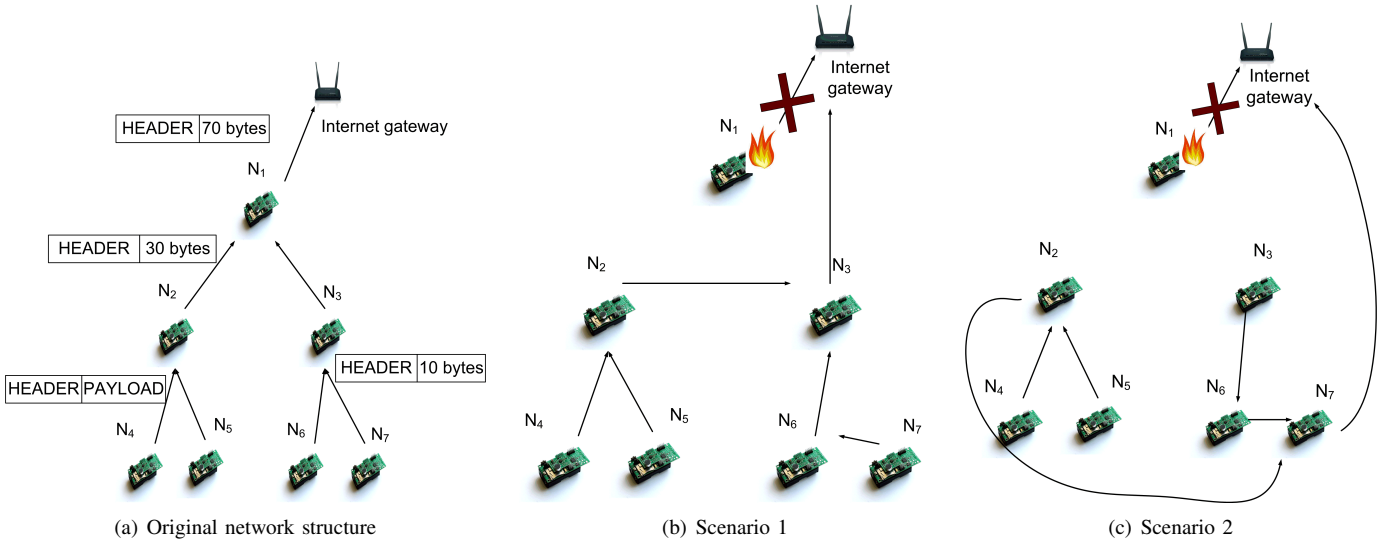 Internet gateway
HEADER 70 bytes
N1
HEADER 30 bytes
N2
N3
HEADER 10 bytes
HEADER PAYLOAD
N4
N5
N6
N7
(a) Original network structure
Internet
gateway
N1
N2
N3
N4
N5
N6
N7
(b) Scenario 1
Internet
gateway
N1
N2
N3
N4
N5
N6
N7
(c) Scenario 2